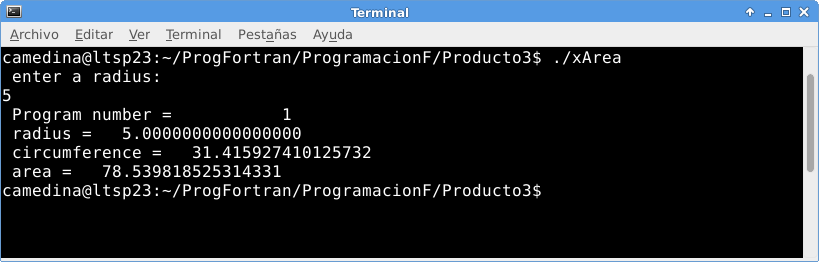 Terminal
Archivo Editar Ver Terminal Pestañas Ayuda
camedina@ltsp23:~/ProgFortran/ProgramacionF/Producto3$ ./xArea
 enter a radius:
5
 Program number =           1
 radius =   5.0000000000000000
 circumference =   31.415927410125732
 area =   78.539818525314331
camedina@ltsp23:~/ProgFortran/ProgramacionF/Producto3$